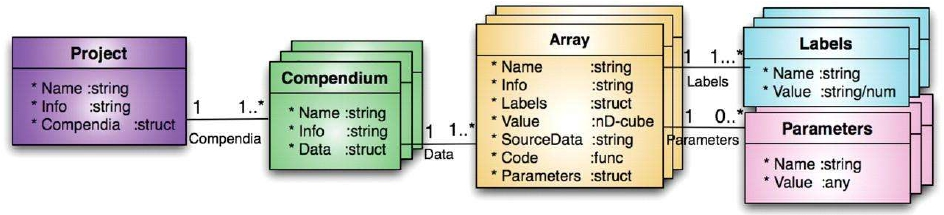 Project
* Name :string
* Info :string
* Compendia :struct
1 1..*
Compendia
Compendium
* Name :string
* Info :string
* Data :struct
1 1..*
Data
Array
* Name :string
* Info :string
* Labels :struct
* Value :nD-cube
* SourceData :string
* Code :func
* Parameters :struct
1 1...*
Labels
1 0..*
Parameters
Labels
* Name :string
* Value :string/num
Parameters
* Name :string
* Value :any